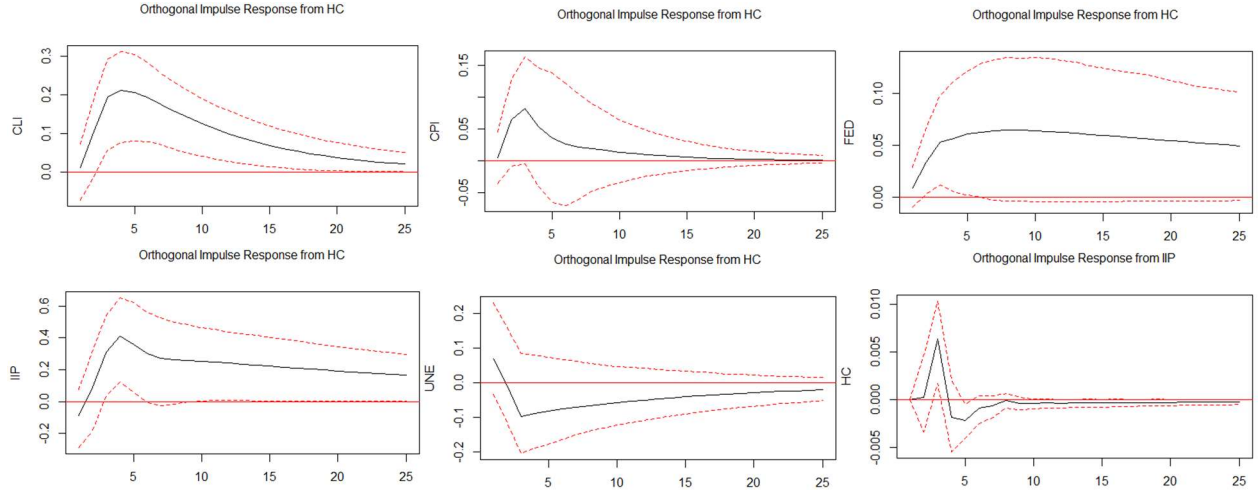 Orthogonal Impulse Response from HC
Orthogonal Impulse Response from HC
Orthogonal Impulse Response from HC
CLI
0.0 0.1 0.2 0.3
5 10 15 20 25
CPI
-0.05 0.05 0.15
5 10 15 20 25
FED
0.00 0.05 0.10
5 10 15 20 25
Orthogonal Impulse Response from HC
Orthogonal Impulse Response from HC
Orthogonal Impulse Response from IIP
IIP
-0.2 0.0 0.2 0.4 0.6
5 10 15 20 25
UNE
-0.2 -0.1 0.0 0.1 0.2
5 10 15 20 25
HC
-0.005 0.000 0.005 0.010
5 10 15 20 25